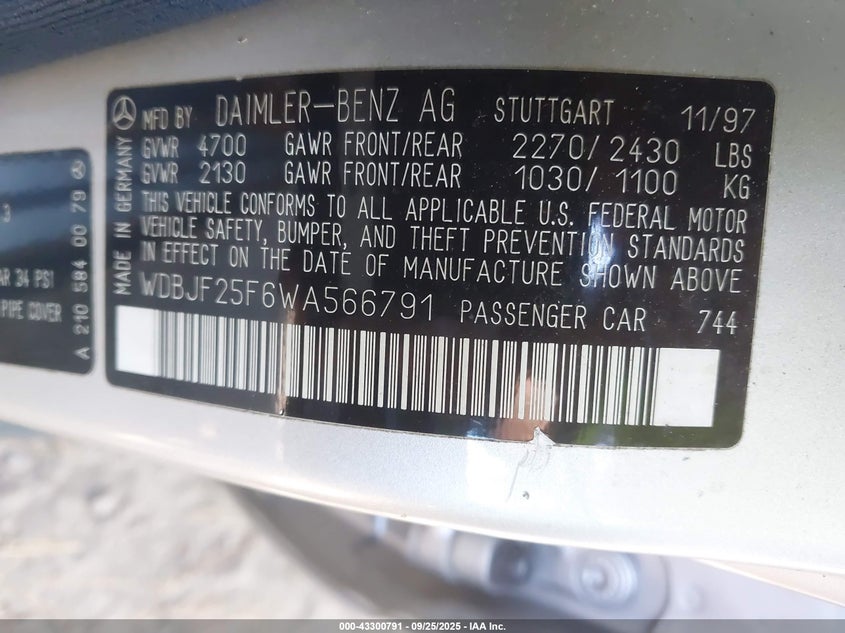 MFD BY DAIMLER-BENZ AG STUTTGART 11/97
GVWR 4700 GAWR FRONT/REAR 2270/ 2430 LBS
GVWR 2130 GAWR FRONT/REAR 1030/ 1100 KG
THIS VEHICLE CONFORMS TO ALL APPLICABLE U.S. FEDERAL MOTOR
VEHICLE SAFETY, BUMPER, AND THEFT PREVENTION STANDARDS
IN EFFECT ON THE DATE OF MANUFACTURE SHOWN ABOVE
WDBJF25F6WA566791 PASSENGER CAR 744
MADE IN GERMANY
3
AR 34 PSI
PIPE COVER
A 210 584 00 79
000-43300791 - 09/25/2025 - IAA Inc.